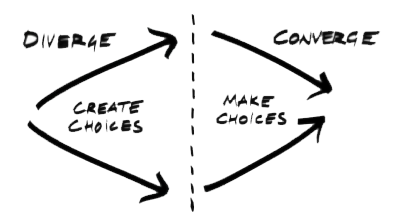 DIVERGE
CONVERGE
CREATE
CHOICES
MAKE
CHOICES